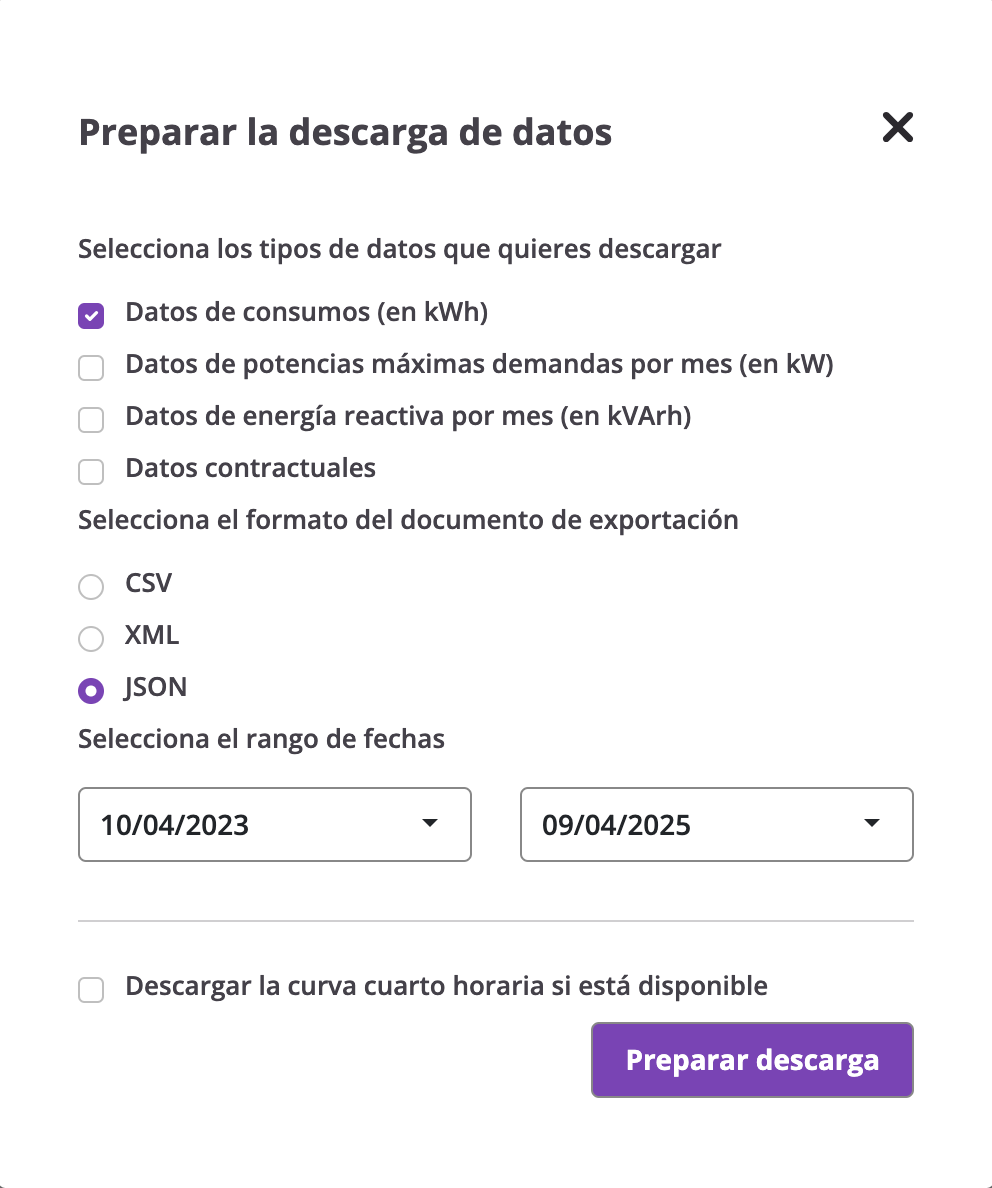 Preparar la descarga de datos
Selecciona los tipos de datos que quieres descargar
Datos de consumos (en kWh)
Datos de potencias máximas demandas por mes (en kW)
Datos de energía reactiva por mes (en kVArh)
Datos contractuales
Selecciona el formato del documento de exportación
CSV
XML
JSON
Selecciona el rango de fechas
10/04/2023
09/04/2025
Descargar la curva cuarto horaria si está disponible
Preparar descarga